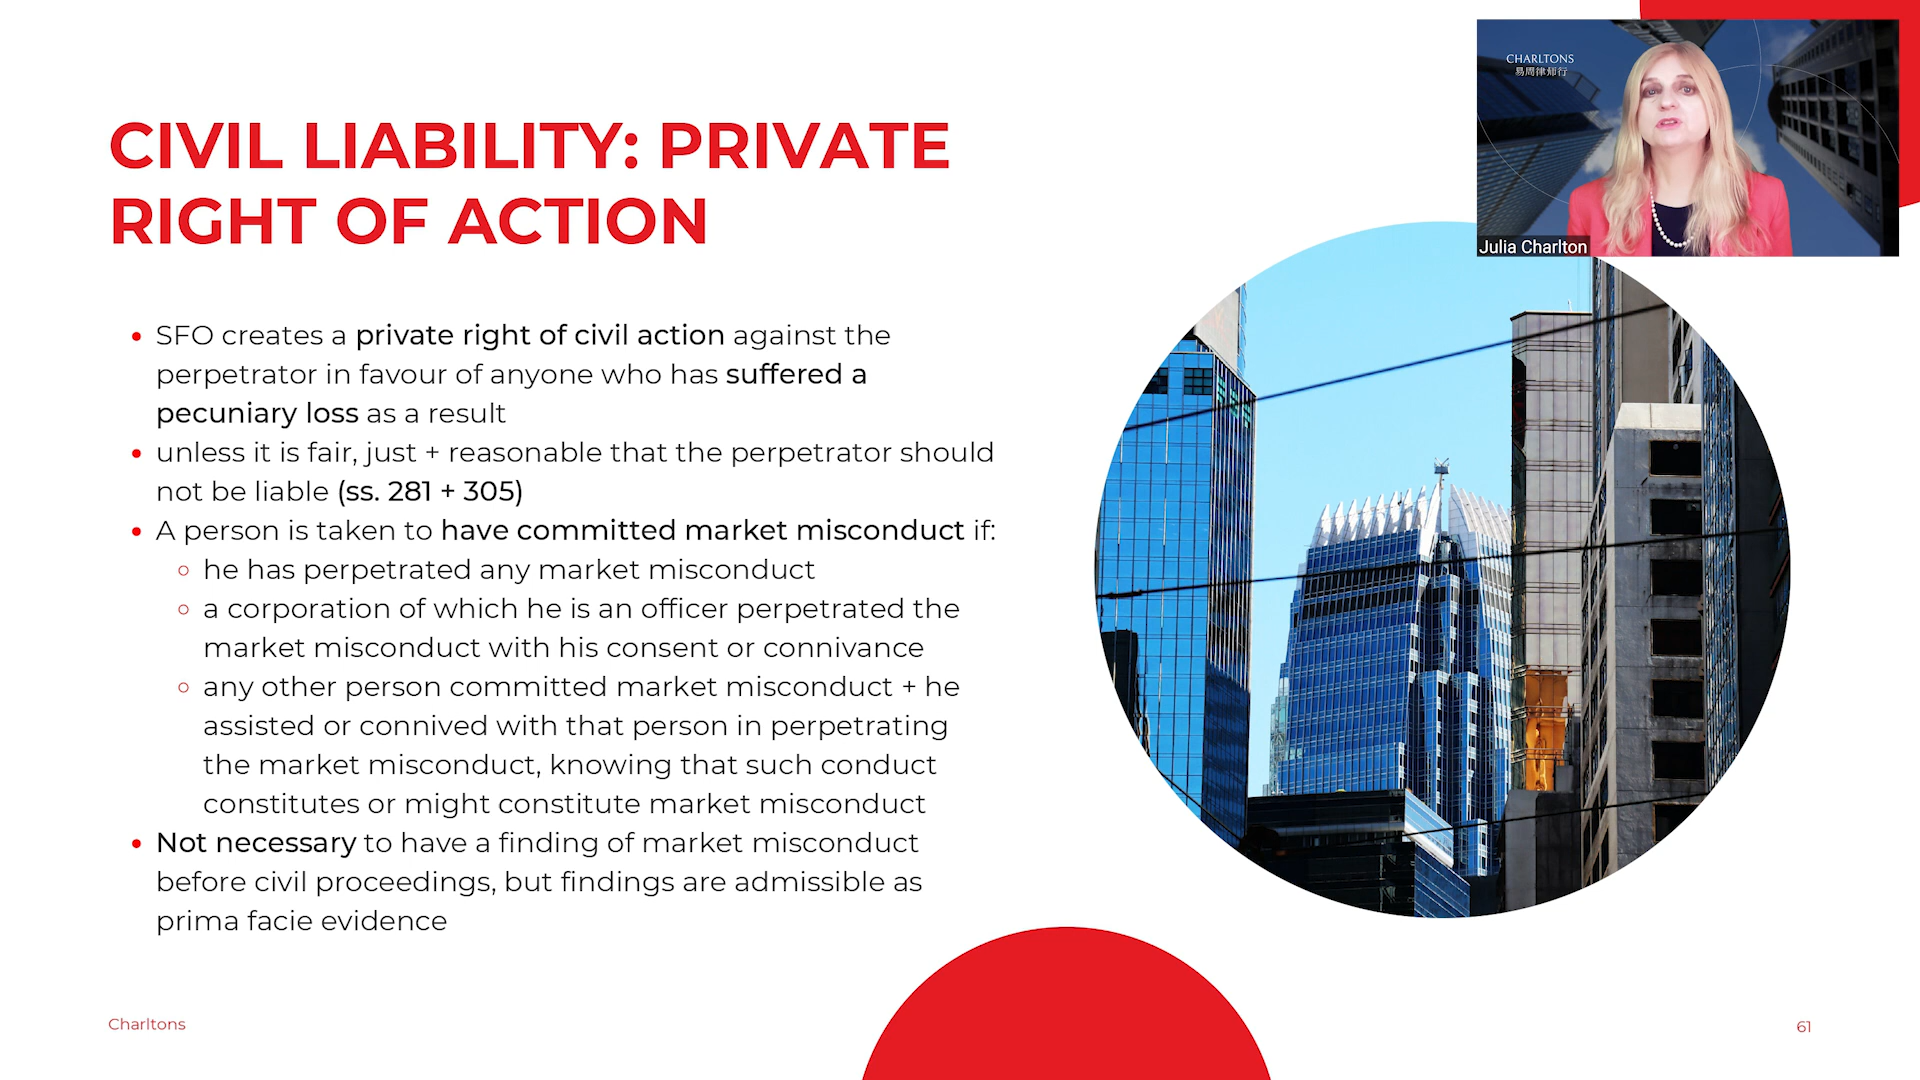 CHARLTONS
易周律师行
Julia Charlton
CIVIL LIABILITY: PRIVATE
RIGHT OF ACTION
SFO creates a private right of civil action against the
perpetrator in favour of anyone who has suffered a
pecuniary loss as a result
unless it is fair, just + reasonable that the perpetrator should
not be liable (ss. 281 + 305)
A person is taken to have committed market misconduct if:
he has perpetrated any market misconduct
a corporation of which he is an officer perpetrated the
market misconduct with his consent or connivance
any other person committed market misconduct + he
assisted or connived with that person in perpetrating
the market misconduct, knowing that such conduct
constitutes or might constitute market misconduct
Not necessary to have a finding of market misconduct
before civil proceedings, but findings are admissible as
prima facie evidence
Charltons
61